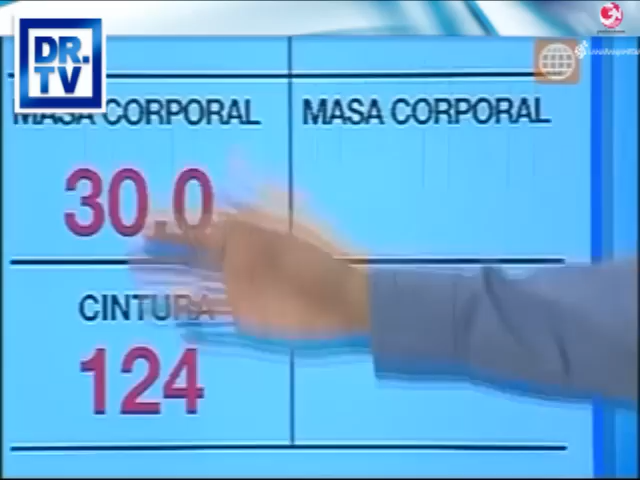 DR.
TV
MASA CORPORAL
MASA CORPORAL
30.0
CINTURA
124